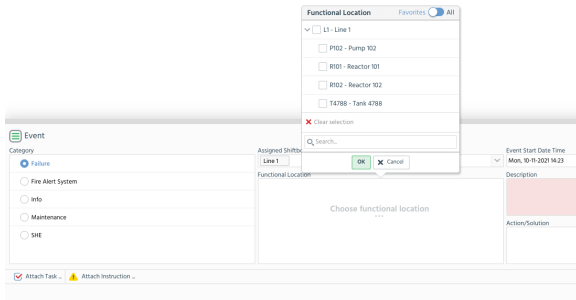 Functional Location Favorites All
L1 - Line 1
P102 - Pump 102
R101 - Reactor 101
R102 - Reactor 102
T4788 - Tank 4788
Clear selection
Search...
OK Cancel
Event
Category
Failure
Fire Alert System
Info
Maintenance
SHE
Assigned Shiftbo
Line 1
Functional Location
Choose functional location
...
Event Start Date Time
Mon, 10-11-2021 14:23
Description
Action/Solution
Attach Task ... Attach Instruction ...